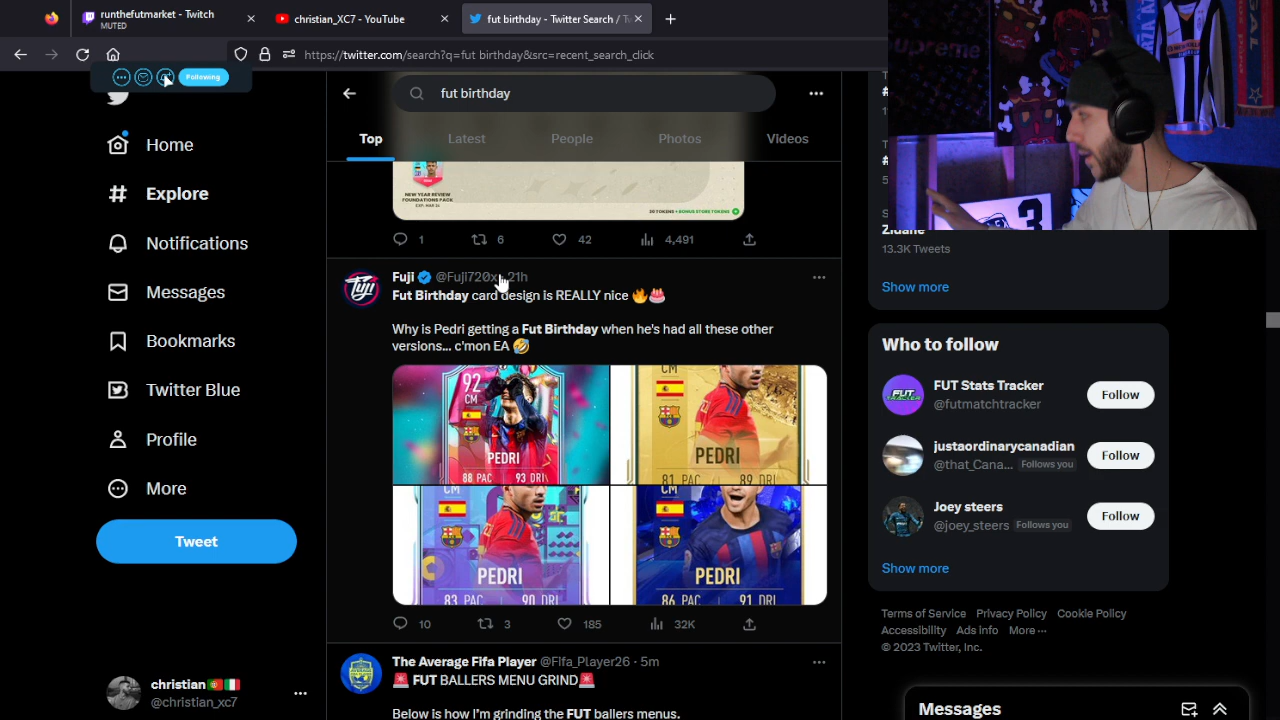 runthefutmarket - Twitch
MUTED
christian_XC7 - YouTube
fut birthday - Twitter Search / Tw
https://twitter.com/search?q=fut birthday&src=recent_search_click
Following
fut birthday
Top
Latest
People
Photos
Videos
Home
Explore
Notifications
Messages
Bookmarks
Twitter Blue
Profile
More
Tweet
christian
@christian_xc7
NEW YEAR REVIEW
FOUNDATIONS PACK
1
6
42
4,491
Fuji @Fuji720x 21h
Fut Birthday card design is REALLY nice 🔥🎂
Why is Pedri getting a Fut Birthday when he's had all these other
versions... c'mon EA 🤣
92
CM
PEDRI
88 PAC 93 DRI
CM
PEDRI
81 PAC 89 DRI
CM
PEDRI
83 PAC 90 DRI
CM
PEDRI
86 PAC 91 DRI
10
3
185
32K
The Average Fifa Player @Fifa_Player26 · 5m
🚨 FUT BALLERS MENU GRIND🚨
Below is how I'm grinding the FUT ballers menus.
upreme
3
Zidane
13.3K Tweets
Show more
Who to follow
FUT Stats Tracker
@futmatchtracker
Follow
justaordinarycanadian
@that_Cana... Follows you
Follow
Joey steers
@joey_steers Follows you
Follow
Show more
Terms of Service Privacy Policy Cookie Policy
Accessibility Ads info More ···
© 2023 Twitter, Inc.
Messages